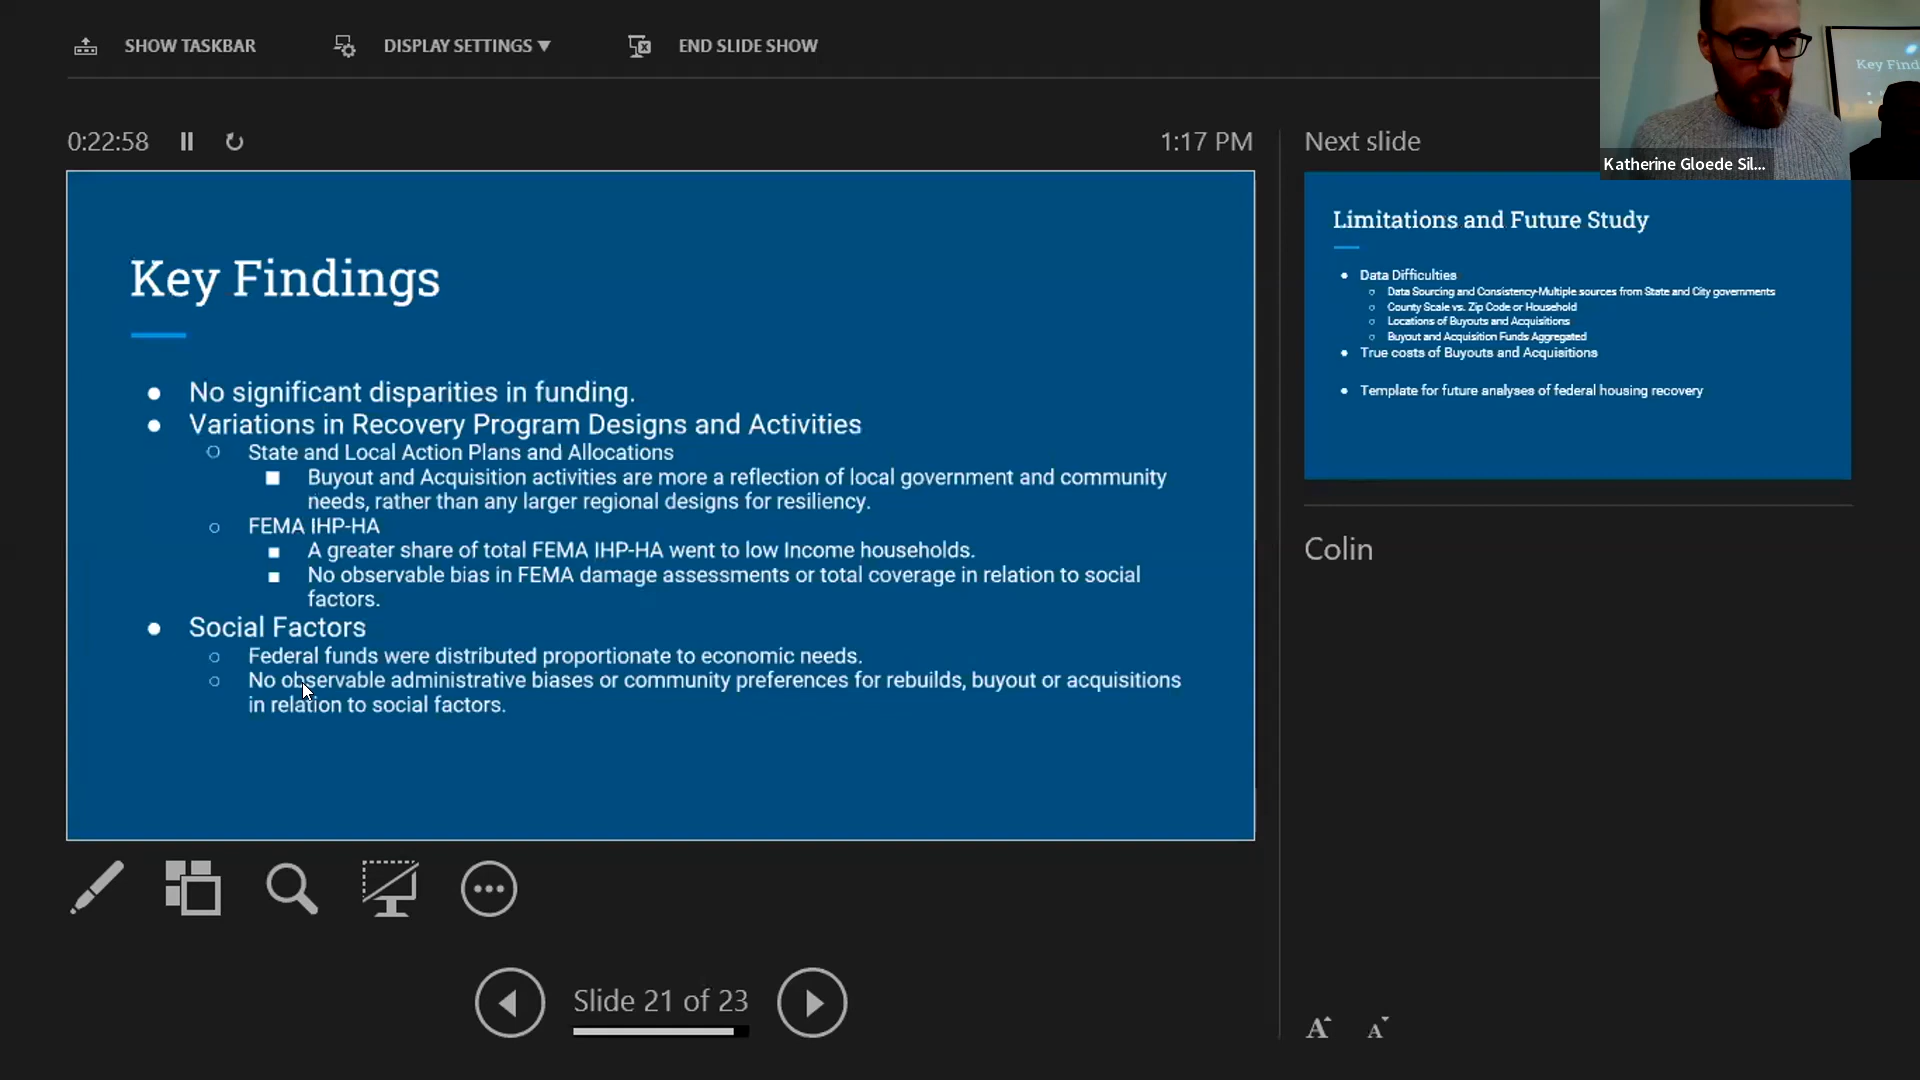 SHOW TASKBAR
DISPLAY SETTINGS ▼
END SLIDE SHOW
Key Find
Katherine Gloede Sil...
0:22:58
1:17 PM
Next slide
Key Findings
● No significant disparities in funding.
● Variations in Recovery Program Designs and Activities
○ State and Local Action Plans and Allocations
■ Buyout and Acquisition activities are more a reflection of local government and community
needs, rather than any larger regional designs for resiliency.
○ FEMA IHP-HA
■ A greater share of total FEMA IHP-HA went to low Income households.
■ No observable bias in FEMA damage assessments or total coverage in relation to social
factors.
● Social Factors
○ Federal funds were distributed proportionate to economic needs.
○ No observable administrative biases or community preferences for rebuilds, buyout or acquisitions
in relation to social factors.
Limitations and Future Study
● Data Difficulties
○ Data Sourcing and Consistency-Multiple sources from State and City governments
○ County Scale vs. Zip Code or Household
○ Locations of Buyouts and Acquisitions
○ Buyout and Acquisition Funds Aggregated
● True costs of Buyouts and Acquisitions
● Template for future analyses of federal housing recovery
Colin
Slide 21 of 23
A A